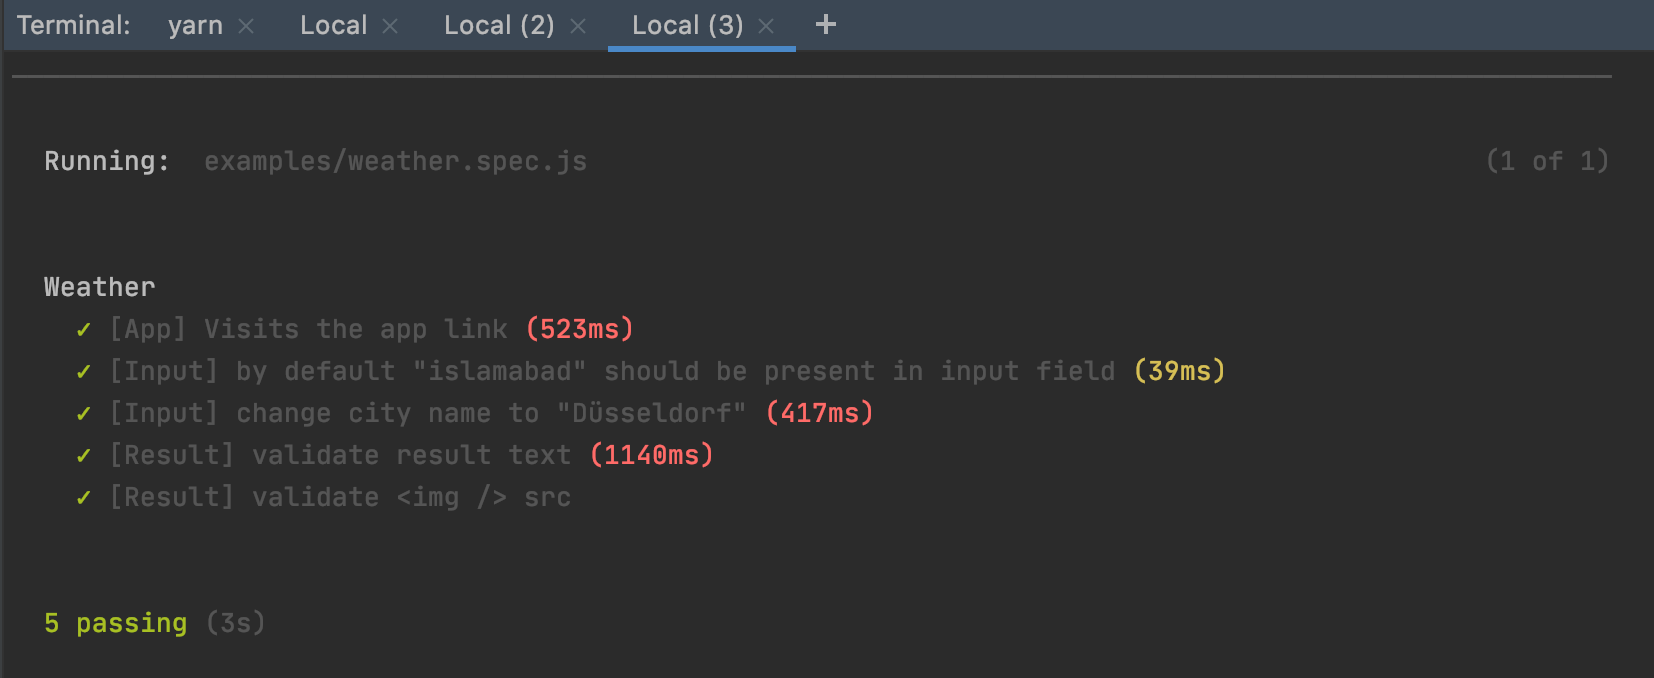 Terminal: yarn × Local × Local (2) × Local (3) × +
Running: examples/weather.spec.js (1 of 1)
Weather
✓ [App] Visits the app link (523ms)
✓ [Input] by default "islamabad" should be present in input field (39ms)
✓ [Input] change city name to "Düsseldorf" (417ms)
✓ [Result] validate result text (1140ms)
✓ [Result] validate <img /> src
5 passing (3s)